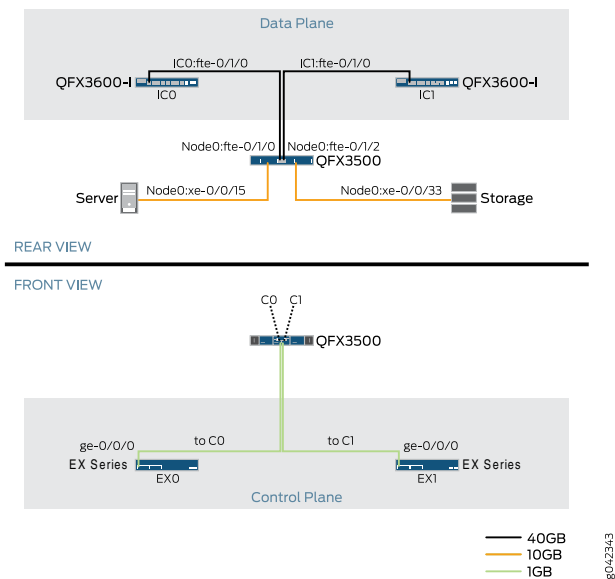 Data Plane
IC0:fte-0/1/0
IC1:fte-0/1/0
QFX3600-I
IC0
IC1
QFX3600-I
Node0:fte-0/1/0
Node0:fte-0/1/2
QFX3500
Server
Node0:xe-0/0/15
Node0:xe-0/0/33
Storage
REAR VIEW
FRONT VIEW
C0
C1
QFX3500
ge-0/0/0
to C0
to C1
ge-0/0/0
EX Series
EX0
EX1
EX Series
Control Plane
40GB
10GB
1GB
g042343